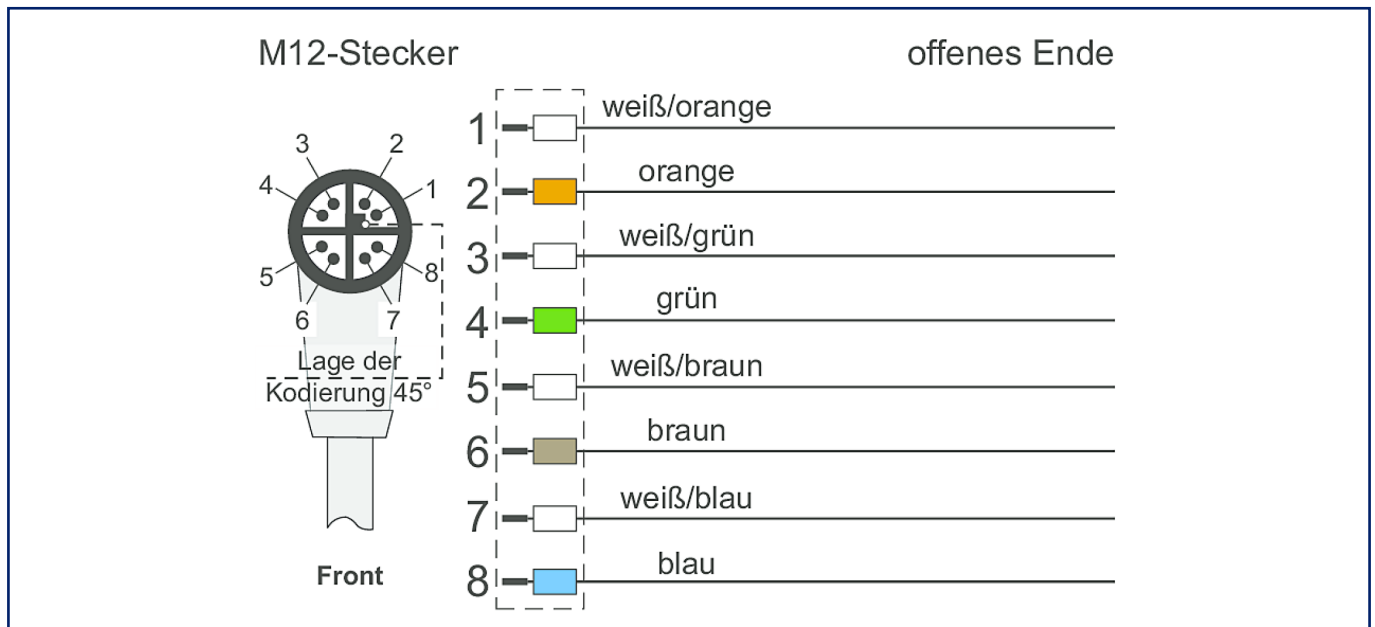 M12-Stecker
offenes Ende
3
2
4
1
5
8
6
7
Lage der
Kodierung 45°
Front
1 weiß/orange
2 orange
3 weiß/grün
4 grün
5 weiß/braun
6 braun
7 weiß/blau
8 blau